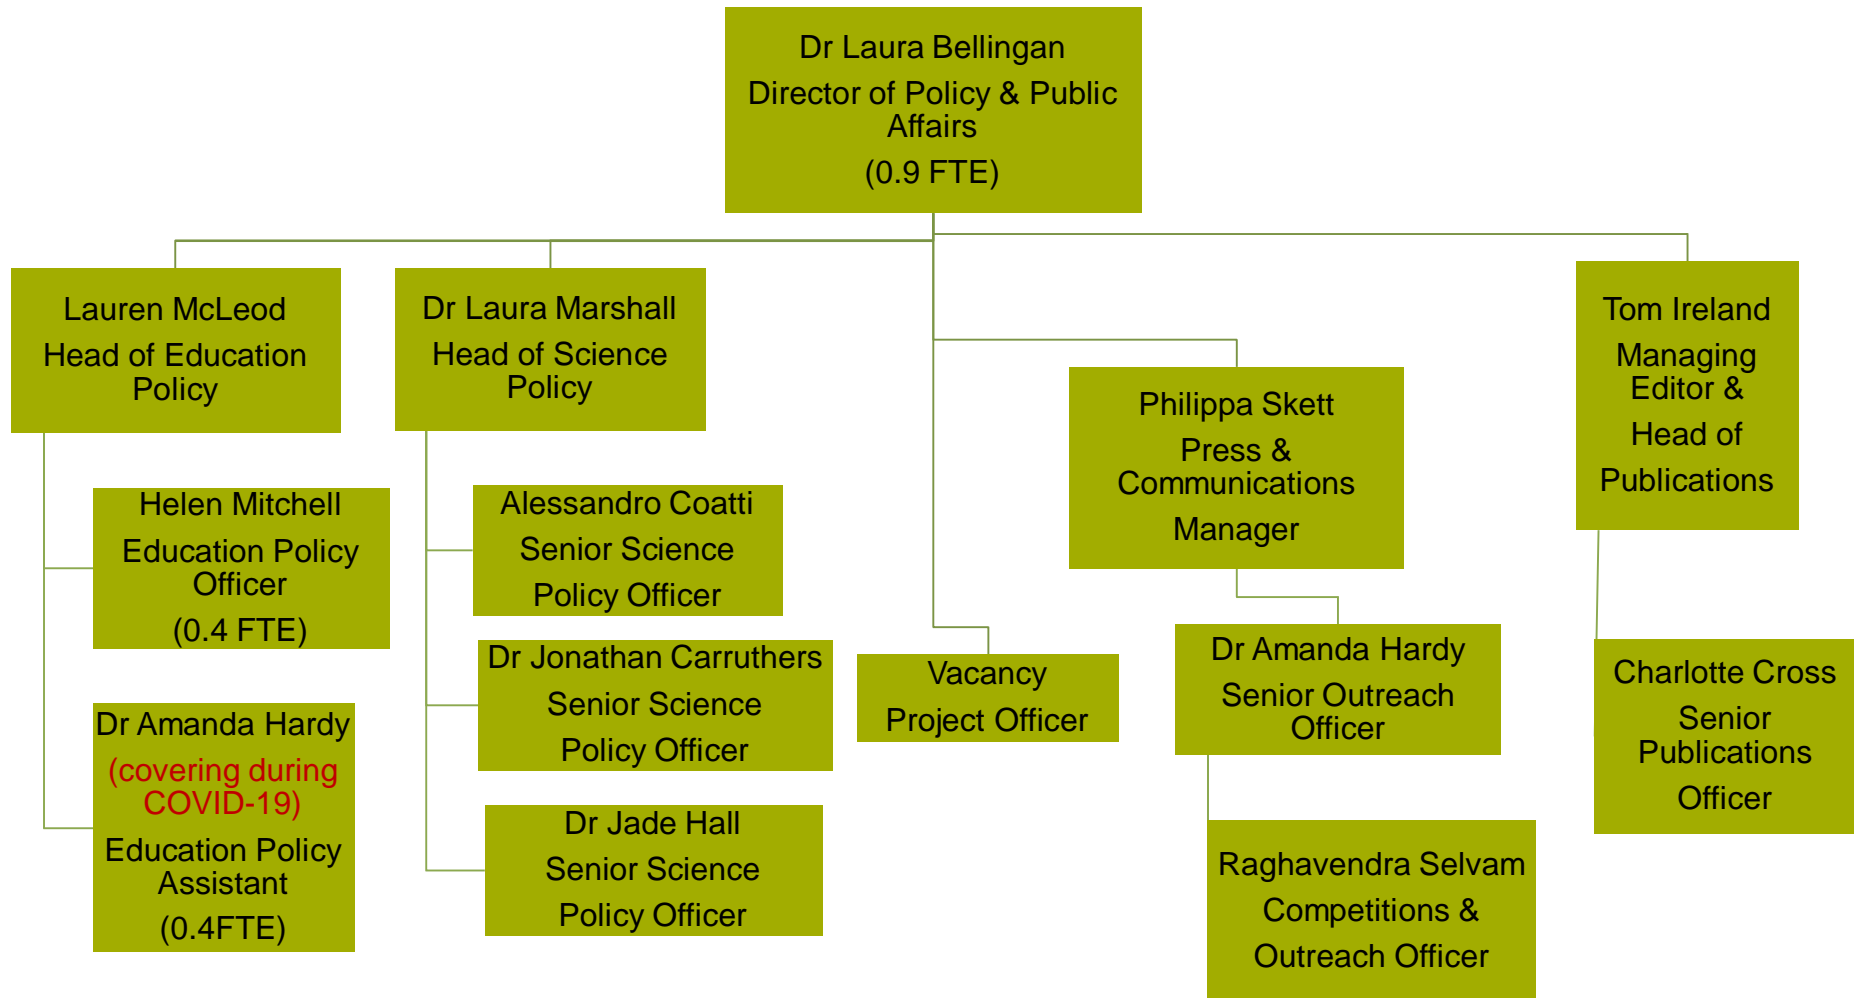 Dr Laura Bellingan
Director of Policy & Public
Affairs
(0.9 FTE)
Lauren McLeod
Head of Education
Policy
Helen Mitchell
Education Policy
Officer
(0.4 FTE)
Dr Amanda Hardy
(covering during
COVID-19)
Education Policy
Assistant
(0.4FTE)
Dr Laura Marshall
Head of Science
Policy
Alessandro Coatti
Senior Science
Policy Officer
Dr Jonathan Carruthers
Senior Science
Policy Officer
Dr Jade Hall
Senior Science
Policy Officer
Vacancy
Project Officer
Philippa Skett
Press &
Communications
Manager
Dr Amanda Hardy
Senior Outreach
Officer
Raghavendra Selvam
Competitions &
Outreach Officer
Tom Ireland
Managing
Editor &
Head of
Publications
Charlotte Cross
Senior
Publications
Officer